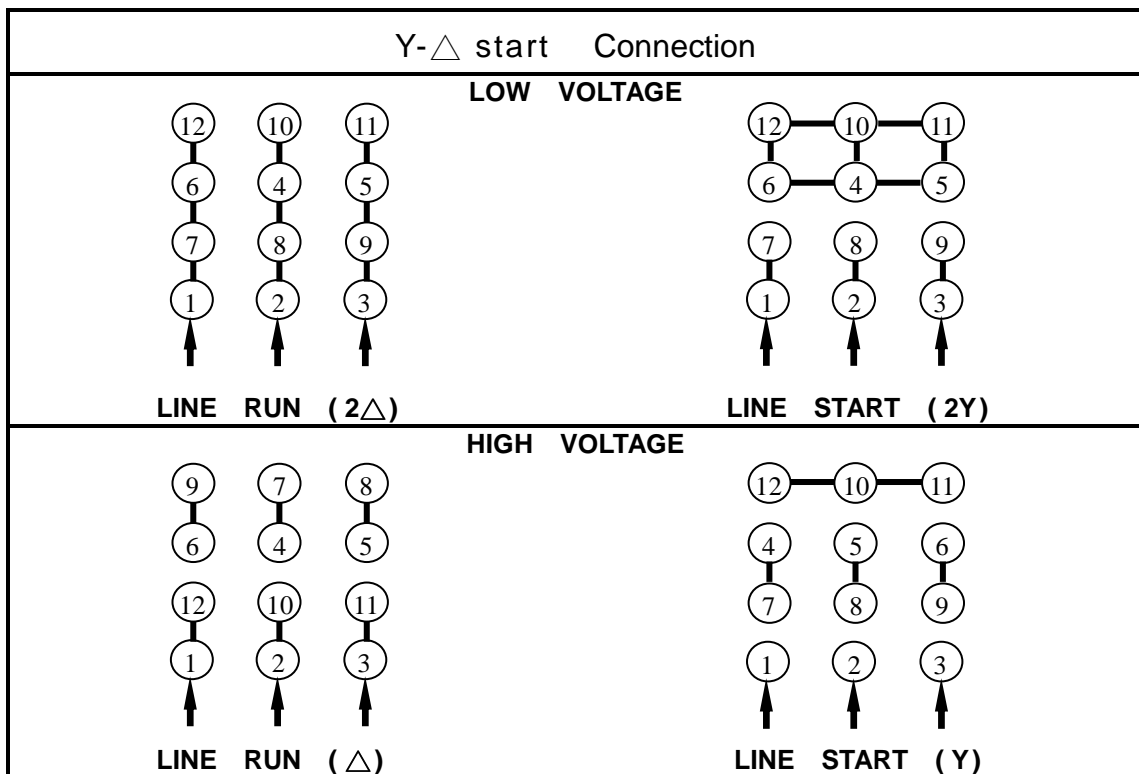 Y-△ start Connection
LOW VOLTAGE
12 10 11 12 10 11
6 4 5 6 4 5
7 8 9 7 8 9
1 2 3 1 2 3
LINE RUN (2△) LINE START (2Y)
HIGH VOLTAGE
9 7 8 12 10 11
6 4 5 4 5 6
12 10 11 7 8 9
1 2 3 1 2 3
LINE RUN (△) LINE START (Y)